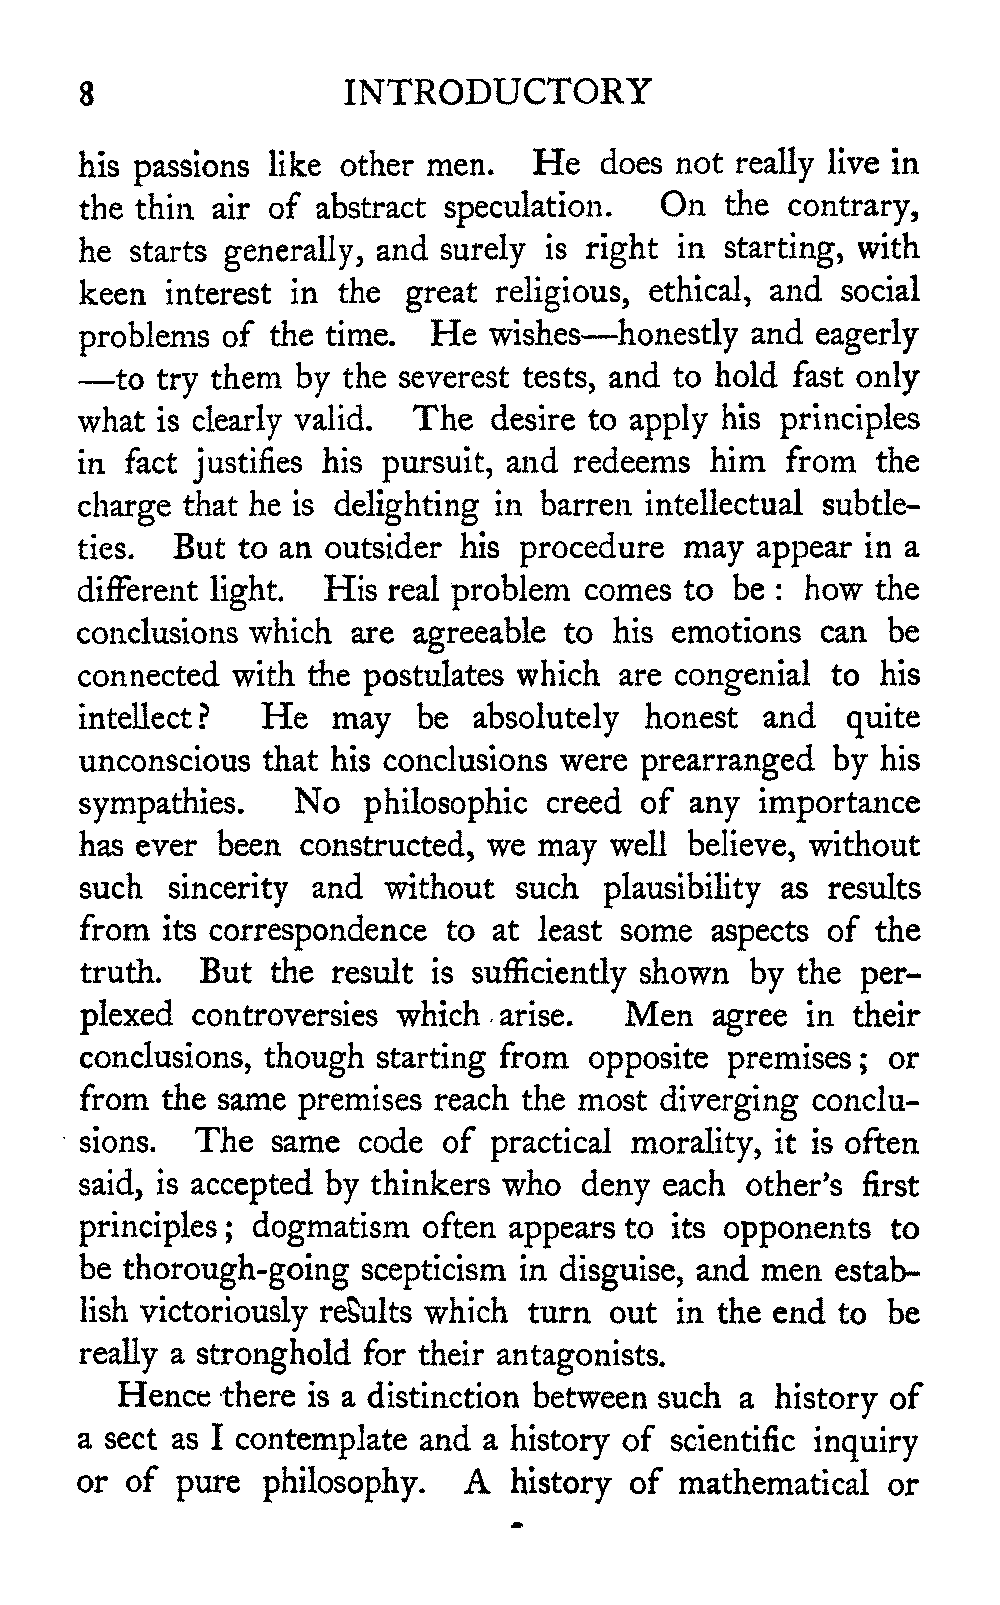 8 INTRODUCTORY
his passions like other men. He does not really live in
the thin air of abstract speculation. On the contrary,
he starts generally, and surely is right in starting, with
keen interest in the great religious, ethical, and social
problems of the time. He wishes—honestly and eagerly
—to try them by the severest tests, and to hold fast only
what is clearly valid. The desire to apply his principles
in fact justifies his pursuit, and redeems him from the
charge that he is delighting in barren intellectual subtle-
ties. But to an outsider his procedure may appear in a
different light. His real problem comes to be : how the
conclusions which are agreeable to his emotions can be
connected with the postulates which are congenial to his
intellect? He may be absolutely honest and quite
unconscious that his conclusions were prearranged by his
sympathies. No philosophic creed of any importance
has ever been constructed, we may well believe, without
such sincerity and without such plausibility as results
from its correspondence to at least some aspects of the
truth. But the result is sufficiently shown by the per-
plexed controversies which arise. Men agree in their
conclusions, though starting from opposite premises ; or
from the same premises reach the most diverging conclu-
sions. The same code of practical morality, it is often
said, is accepted by thinkers who deny each other's first
principles ; dogmatism often appears to its opponents to
be thorough-going scepticism in disguise, and men estab-
lish victoriously results which turn out in the end to be
really a stronghold for their antagonists.
Hence there is a distinction between such a history of
a sect as I contemplate and a history of scientific inquiry
or of pure philosophy. A history of mathematical or